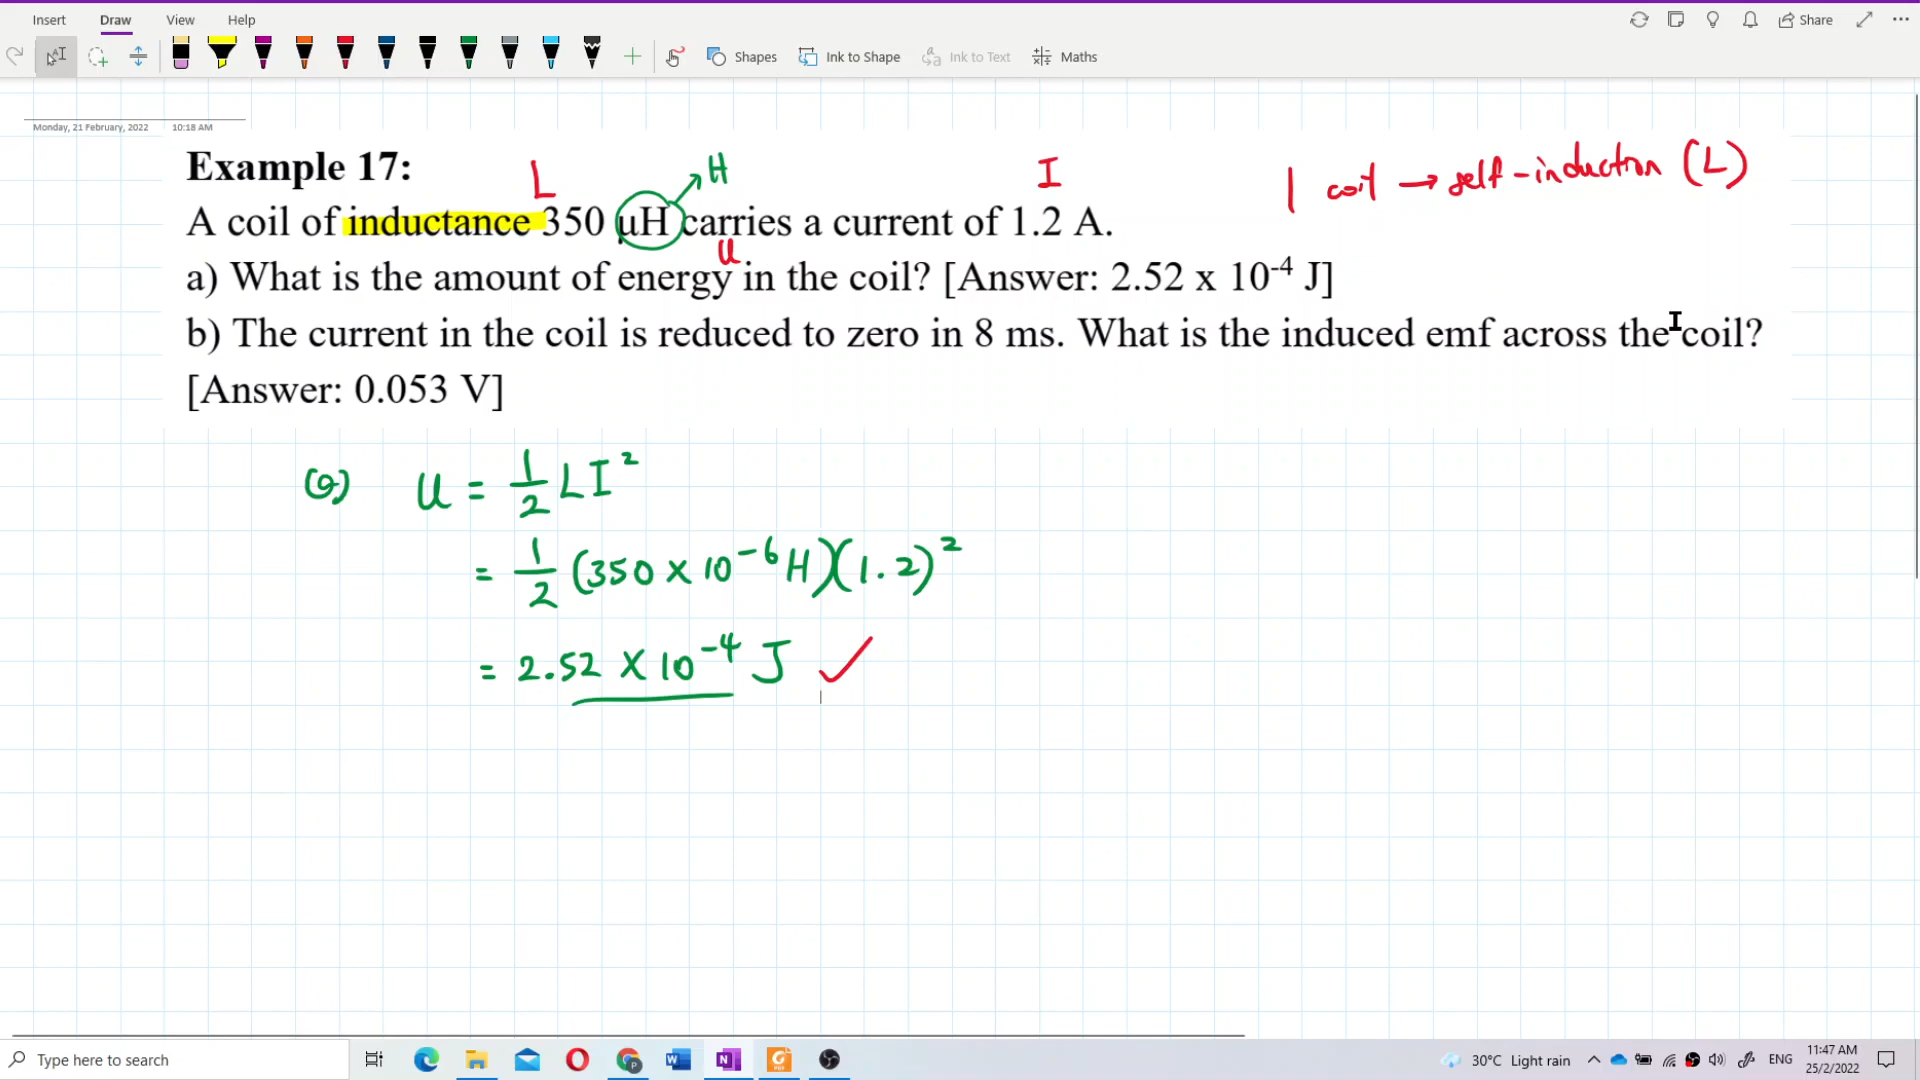 Insert Draw View Help
Share
Shapes Ink to Shape Ink to Text Maths
Monday, 21 February, 2022 10:18 AM
Example 17:
L H I
1 coil → self-induction (L)
A coil of inductance 350 µH carries a current of 1.2 A.
U
a) What is the amount of energy in the coil? [Answer: 2.52 x 10⁻⁴ J]
b) The current in the coil is reduced to zero in 8 ms. What is the induced emf across the coil?
[Answer: 0.053 V]
(a) U = 1/2 LI²
= 1/2 (350 × 10⁻⁶ H)(1.2)²
= 2.52 × 10⁻⁴ J ✓
Type here to search
30°C Light rain
ENG
11:47 AM
25/2/2022